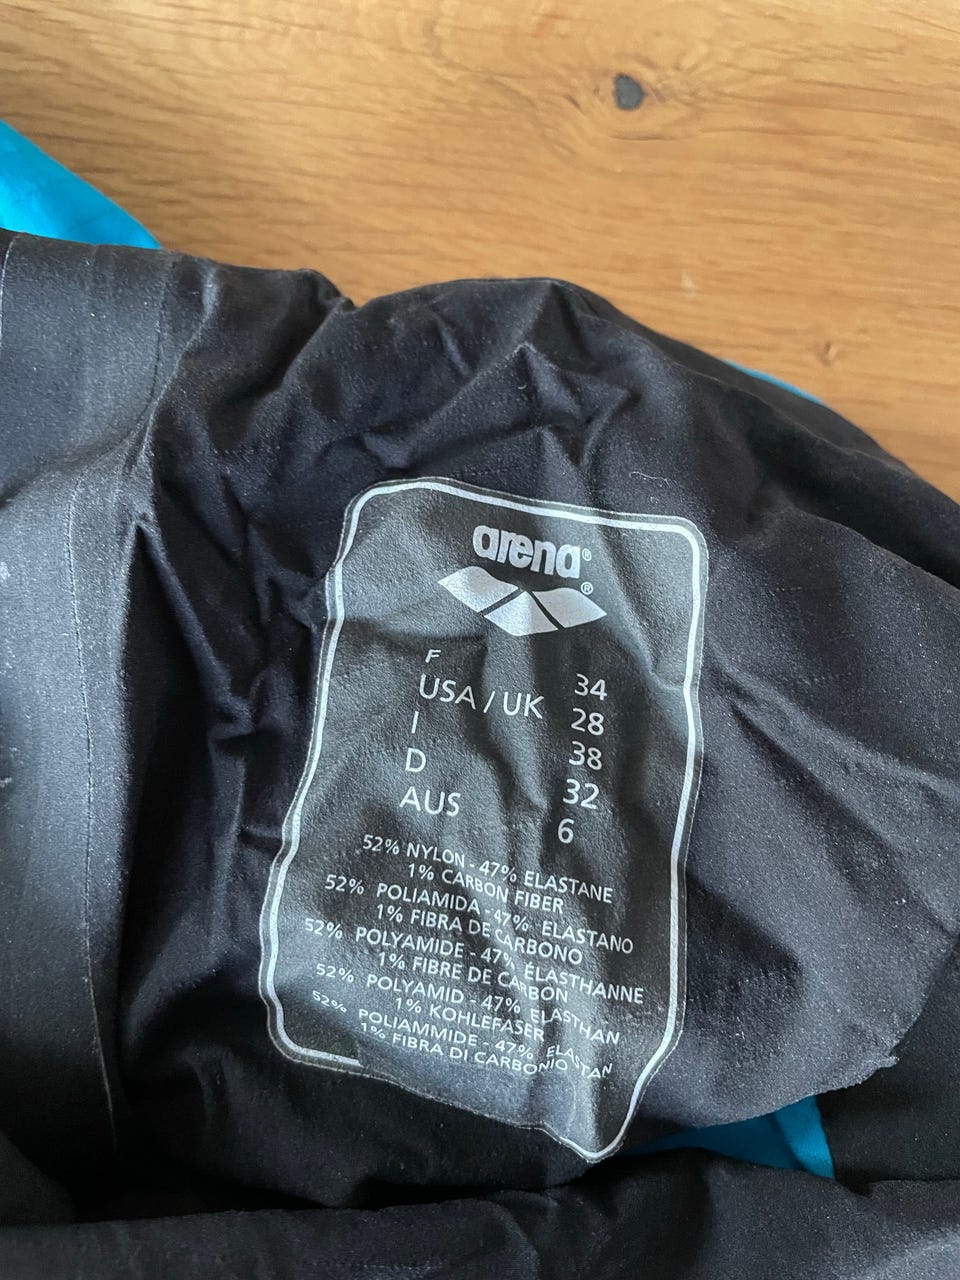 arena®
®
F 34
USA / UK 28
I 38
D 32
AUS 6
52% NYLON - 47% ELASTANE
1% CARBON FIBER
52% POLIAMIDA - 47% ELASTANO
1% FIBRA DE CARBONO
52% POLYAMIDE - 47% ÉLASTHANNE
1% FIBRE DE CARBON
52% POLYAMID - 47% ELASTHAN
1% KOHLEFASER
52% POLIAMMIDE - 47% ELASTAN
1% FIBRA DI CARBONIO